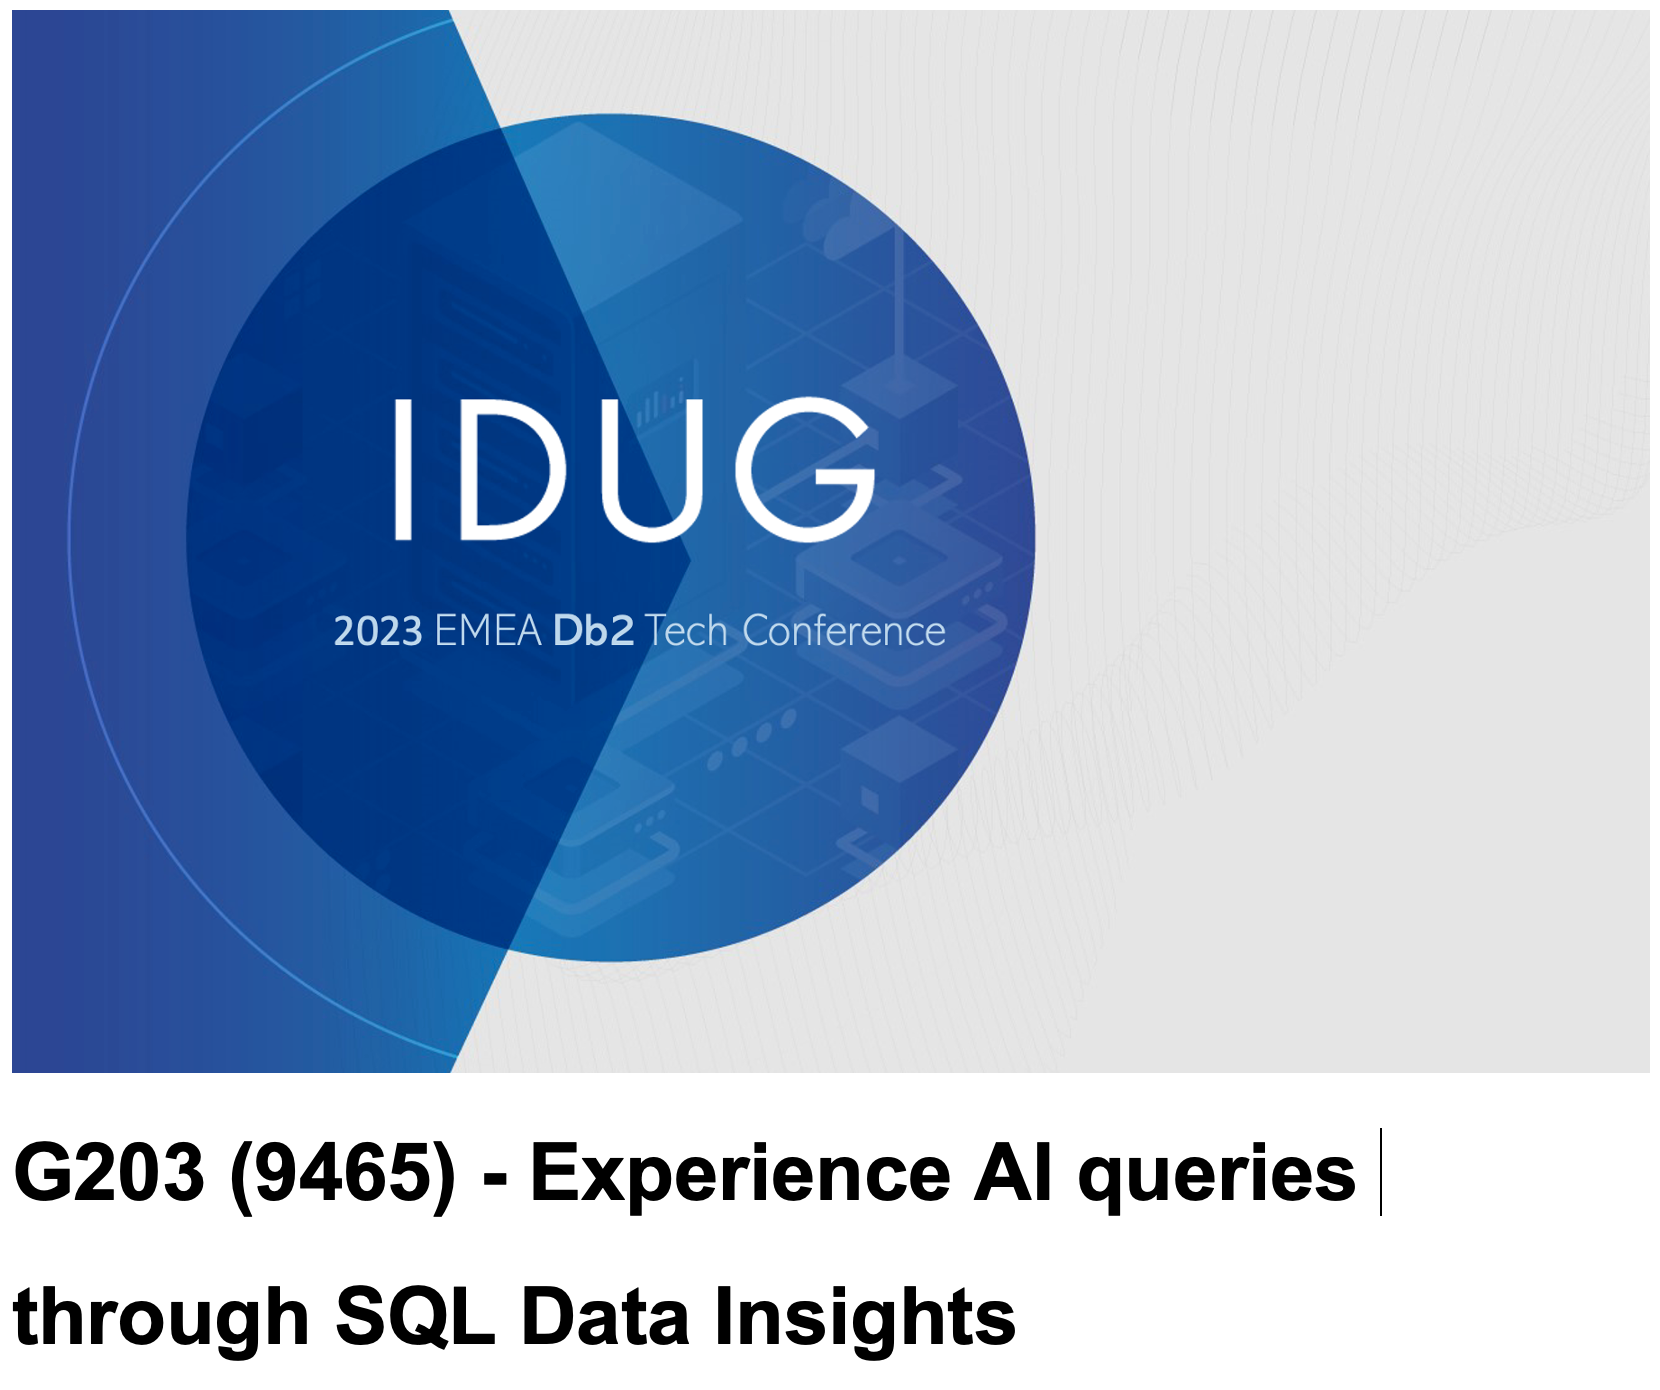 IDUG
2023 EMEA Db2 Tech Conference
G203 (9465) - Experience AI queries
through SQL Data Insights